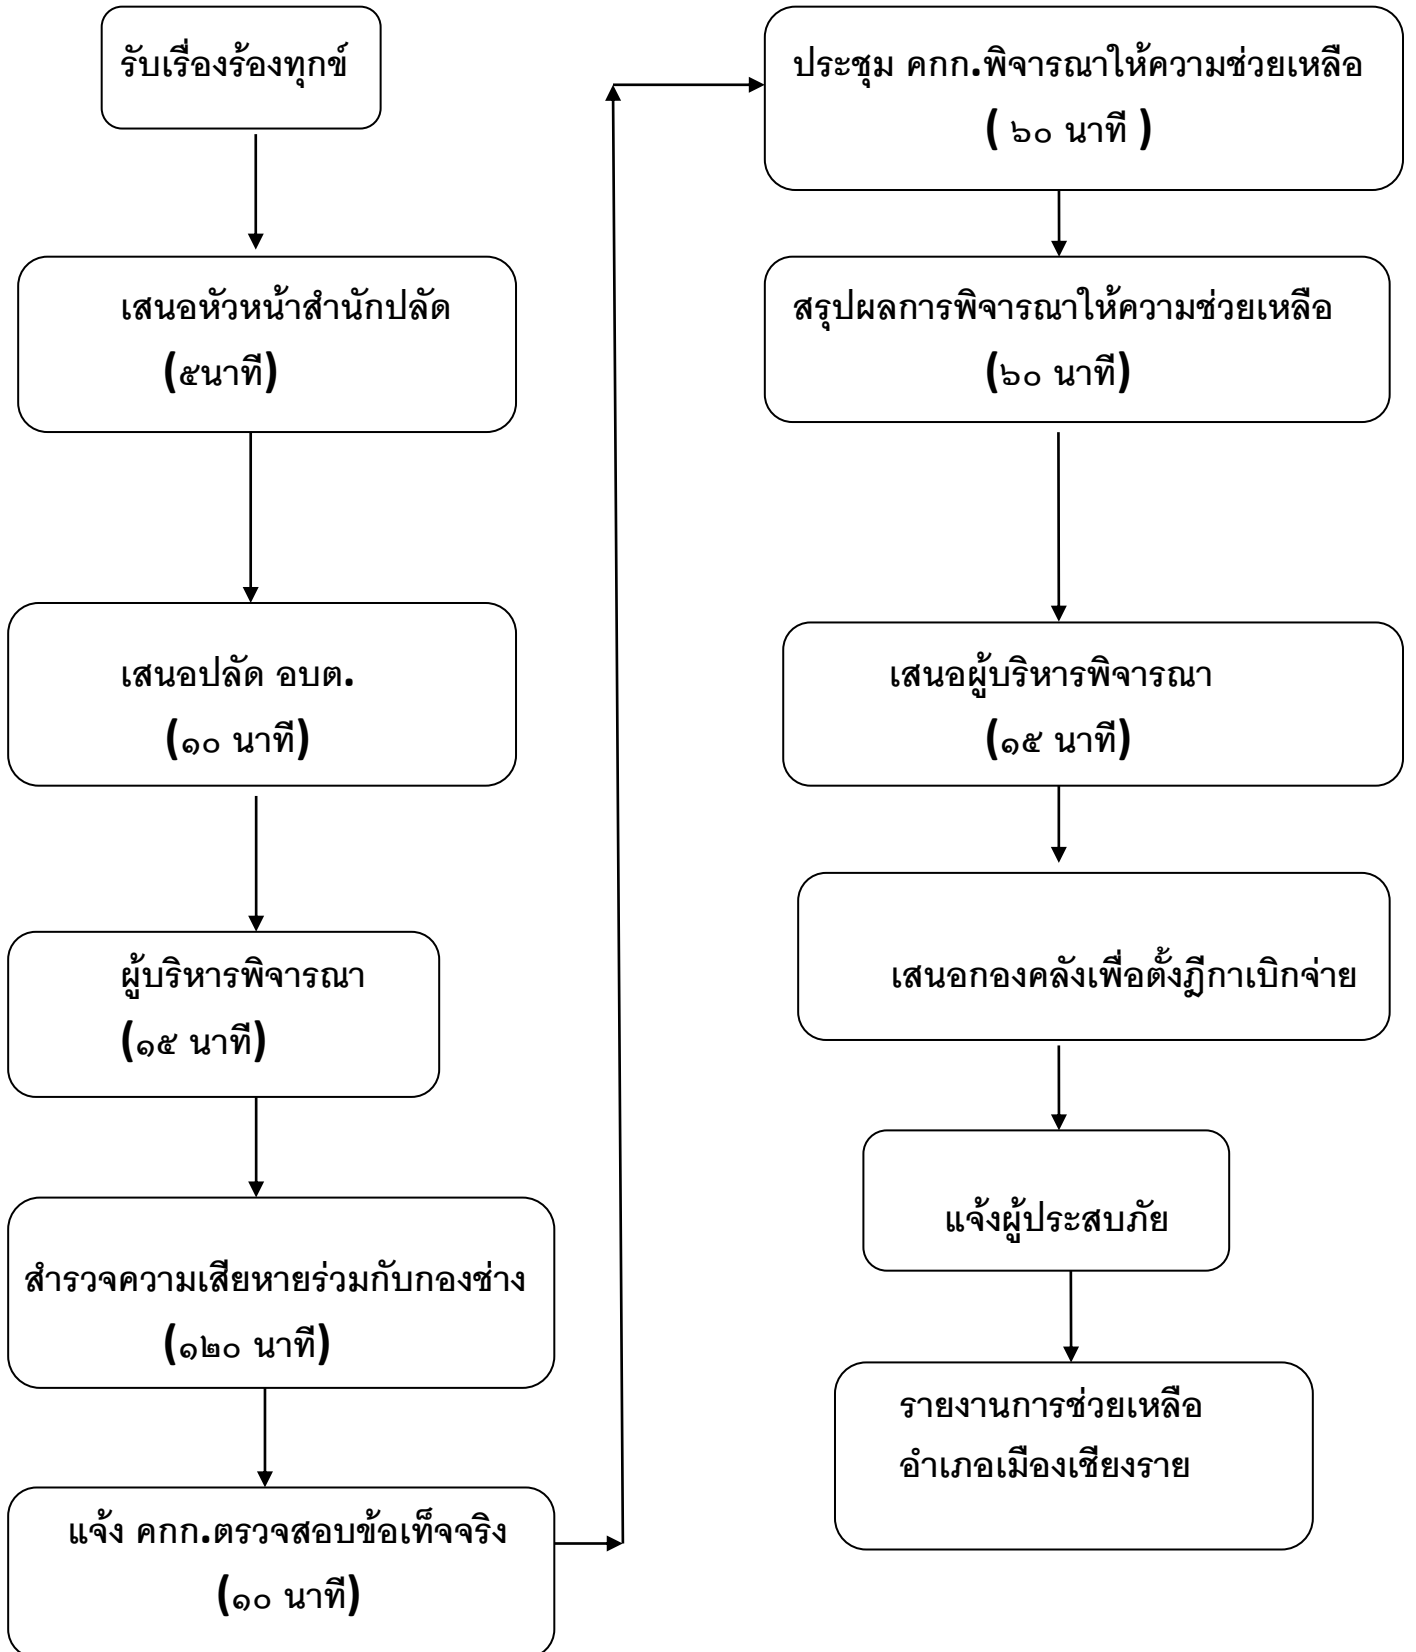 รับเรื่องร้องทุกข์
เสนอหัวหน้าสำนักปลัด
(๕นาที)
เสนอปลัด อบต.
(๑๐ นาที)
ผู้บริหารพิจารณา
(๑๕ นาที)
สำรวจความเสียหายร่วมกับกองช่าง
(๑๒๐ นาที)
แจ้ง คกก.ตรวจสอบข้อเท็จจริง
(๑๐ นาที)
ประชุม คกก.พิจารณาให้ความช่วยเหลือ
( ๖๐ นาที )
สรุปผลการพิจารณาให้ความช่วยเหลือ
(๖๐ นาที)
เสนอผู้บริหารพิจารณา
(๑๕ นาที)
เสนอกองคลังเพื่อตั้งฎีกาเบิกจ่าย
แจ้งผู้ประสบภัย
รายงานการช่วยเหลือ
อำเภอเมืองเชียงราย